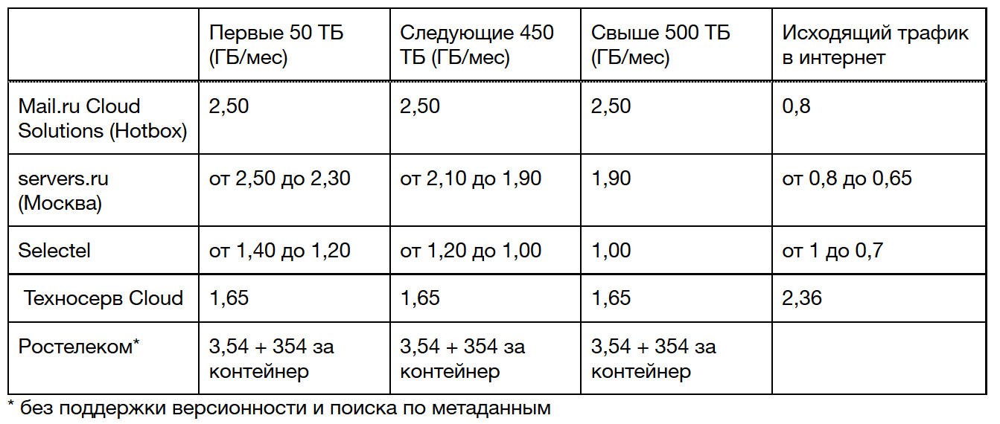 Первые 50 ТБ (ГБ/мес)
Следующие 450 ТБ (ГБ/мес)
Свыше 500 ТБ (ГБ/мес)
Исходящий трафик в интернет
Mail.ru Cloud Solutions (Hotbox)
2,50
2,50
2,50
0,8
servers.ru (Москва)
от 2,50 до 2,30
от 2,10 до 1,90
1,90
от 0,8 до 0,65
Selectel
от 1,40 до 1,20
от 1,20 до 1,00
1,00
от 1 до 0,7
Техносерв Cloud
1,65
1,65
1,65
2,36
Ростелеком*
3,54 + 354 за контейнер
3,54 + 354 за контейнер
3,54 + 354 за контейнер
* без поддержки версионности и поиска по метаданным